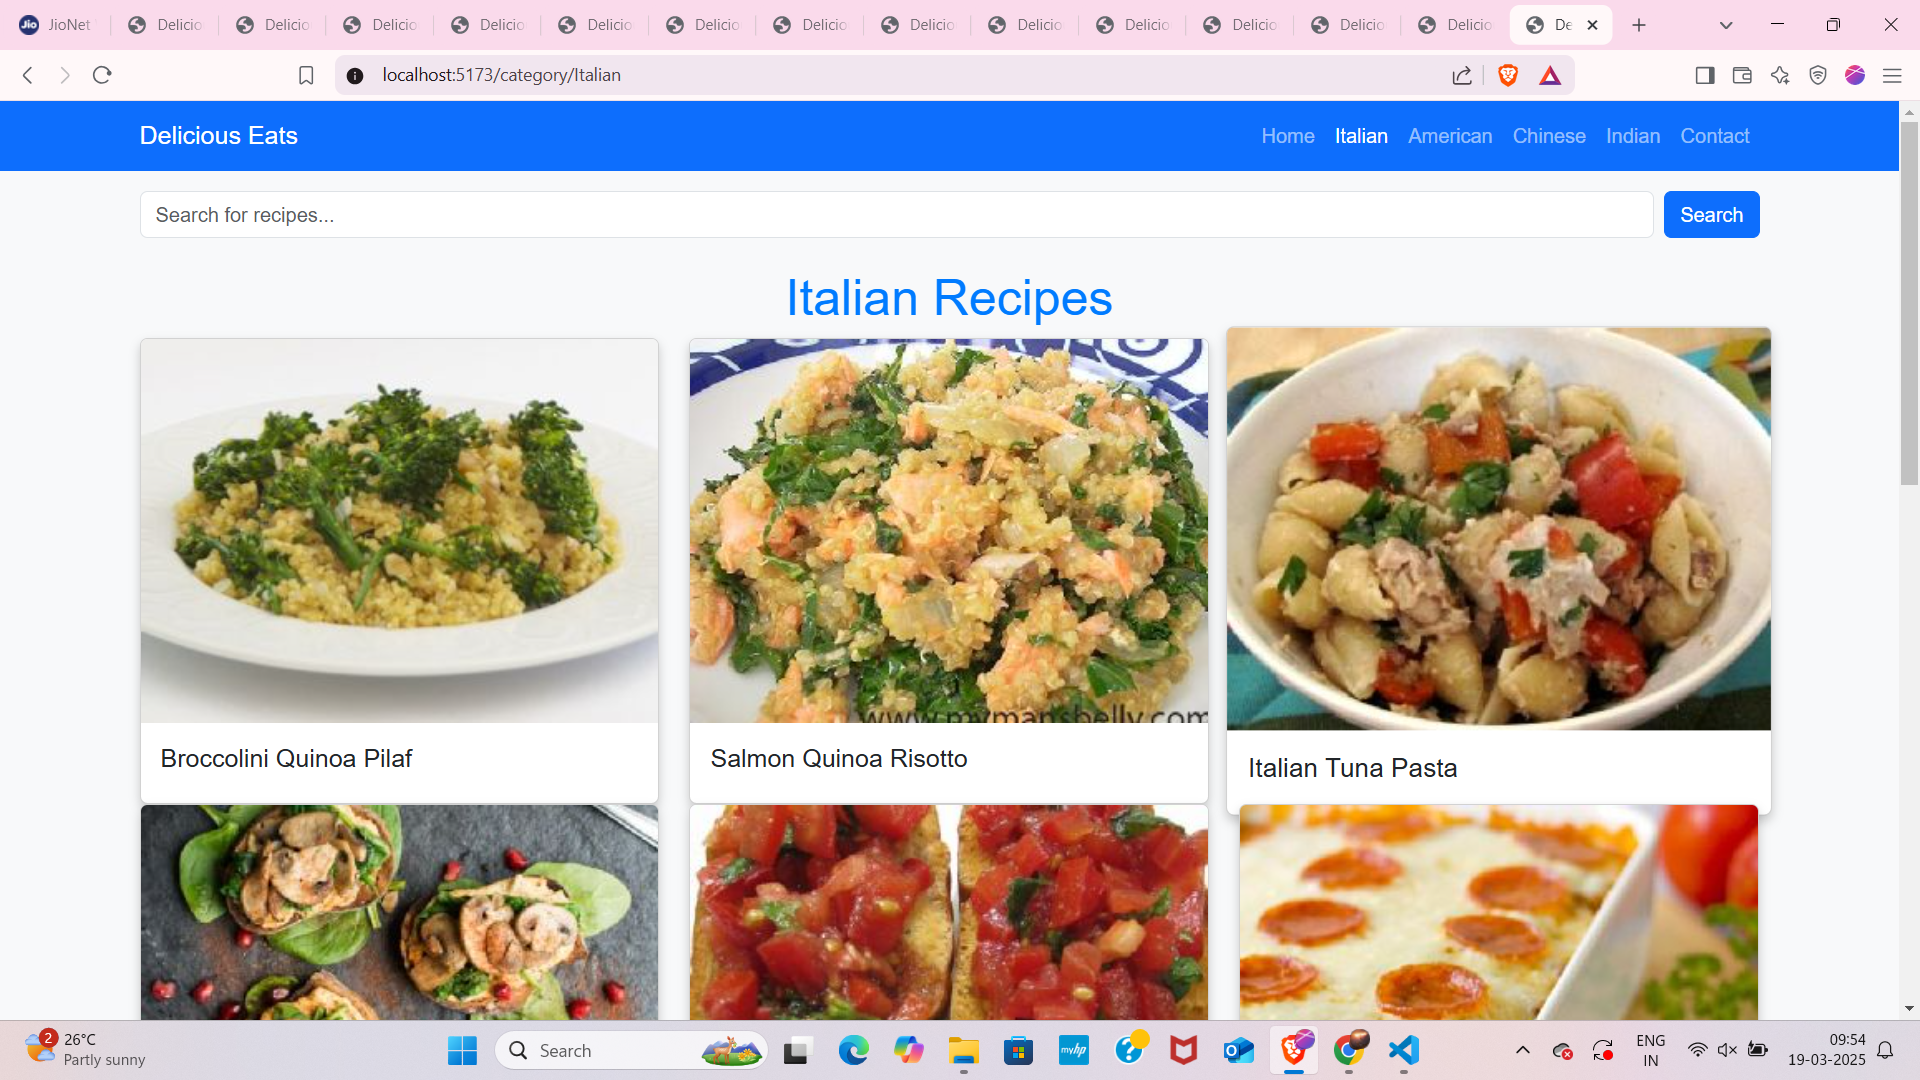 JioNet
Delicio
Delicio
Delicio
Delicio
Delicio
Delicio
Delicio
Delicio
Delicio
Delicio
Delicio
Delicio
Delicio
De
localhost:5173/category/Italian
Delicious Eats
Home Italian American Chinese Indian Contact
Search for recipes...
Search
Italian Recipes
www.mymansbelly.com
Broccolini Quinoa Pilaf
Salmon Quinoa Risotto
Italian Tuna Pasta
2
26°C
Partly sunny
Search
myhp
ENG
IN
09:54
19-03-2025